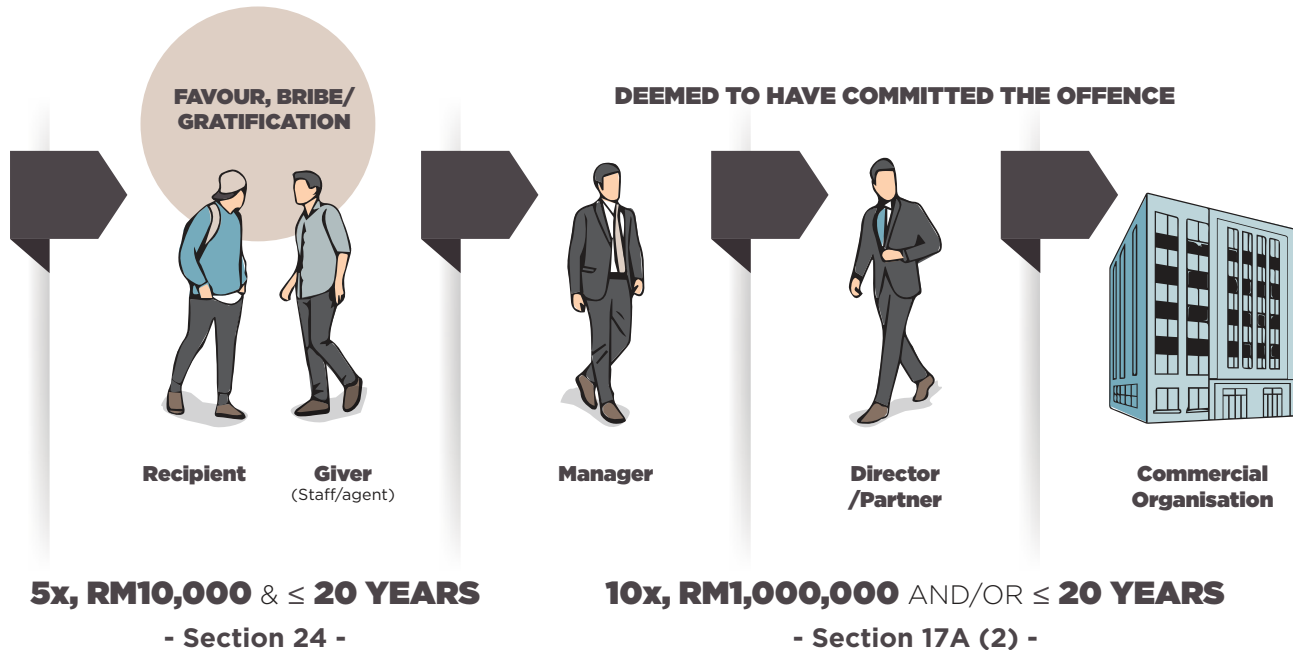 FAVOUR, BRIBE/
GRATIFICATION
DEEMED TO HAVE COMMITTED THE OFFENCE
Recipient
Giver
(Staff/agent)
Manager
Director
/Partner
Commercial
Organisation
5x, RM10,000 & ≤ 20 YEARS
- Section 24 -
10x, RM1,000,000 AND/OR ≤ 20 YEARS
- Section 17A (2) -